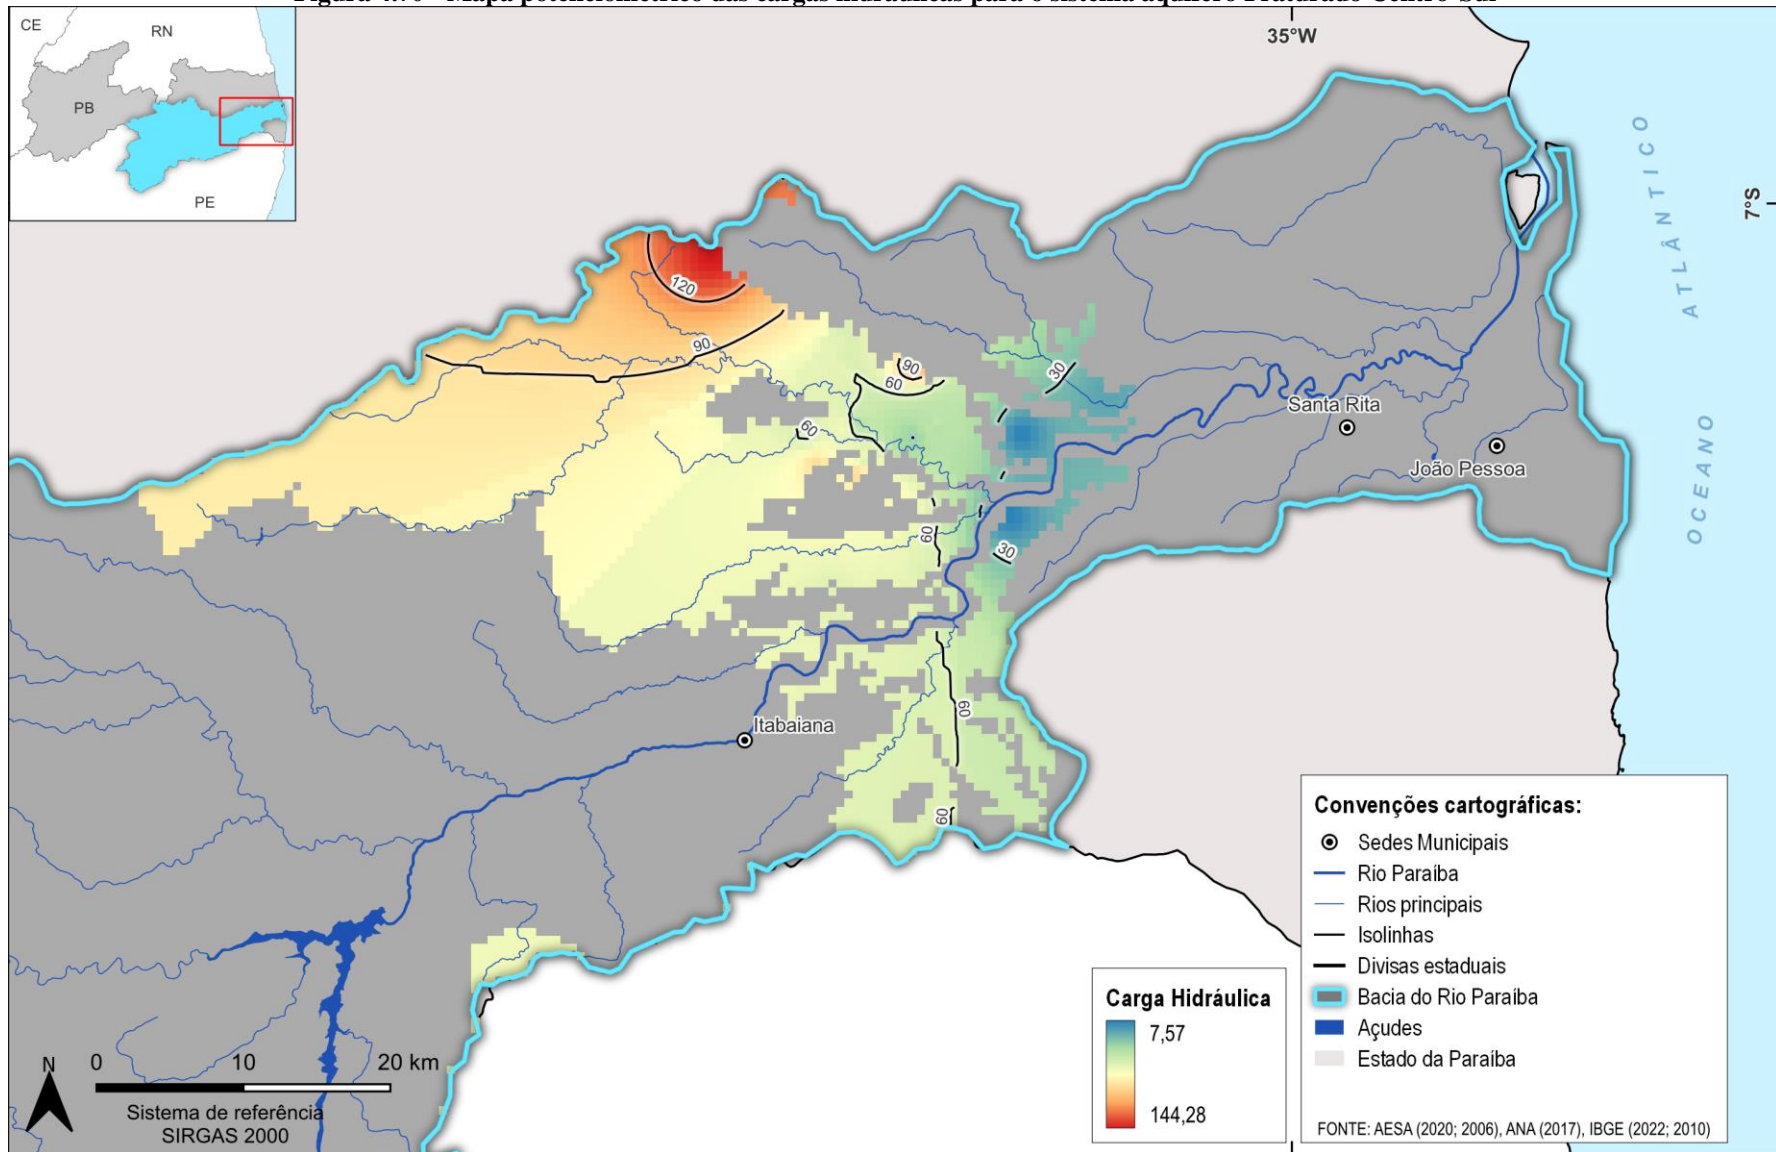 Figura 4.70 - Mapa potenciométrico das cargas hidráulicas para o sistema aquífero Fraturado Centro-Sul
CE
RN
PB
PE
35°W
7°S
OCEANO ATLÂNTICO
120
90
90
60
60
30
60
30
60
60
Santa Rita
João Pessoa
Itabaiana
N
0 10 20 km
Sistema de referência
SIRGAS 2000
Carga Hidráulica
7,57
144,28
Convenções cartográficas:
Sedes Municipais
Rio Paraíba
Rios principais
Isolinhas
Divisas estaduais
Bacia do Rio Paraíba
Açudes
Estado da Paraíba
FONTE: AESA (2020; 2006), ANA (2017), IBGE (2022; 2010)